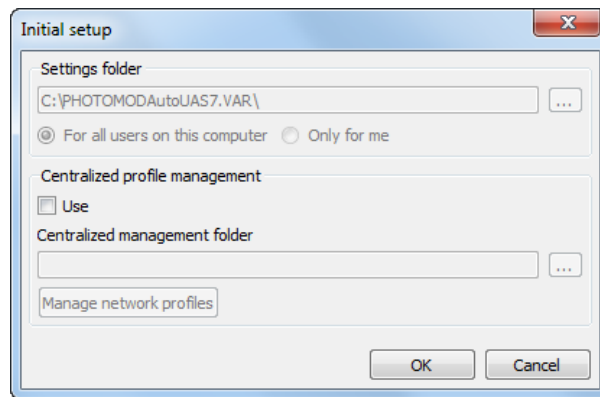 Initial setup
Settings folder
C:\PHOTOMODAutoUAS7.VAR\
...
For all users on this computer Only for me
Centralized profile management
Use
Centralized management folder
...
Manage network profiles
OK Cancel